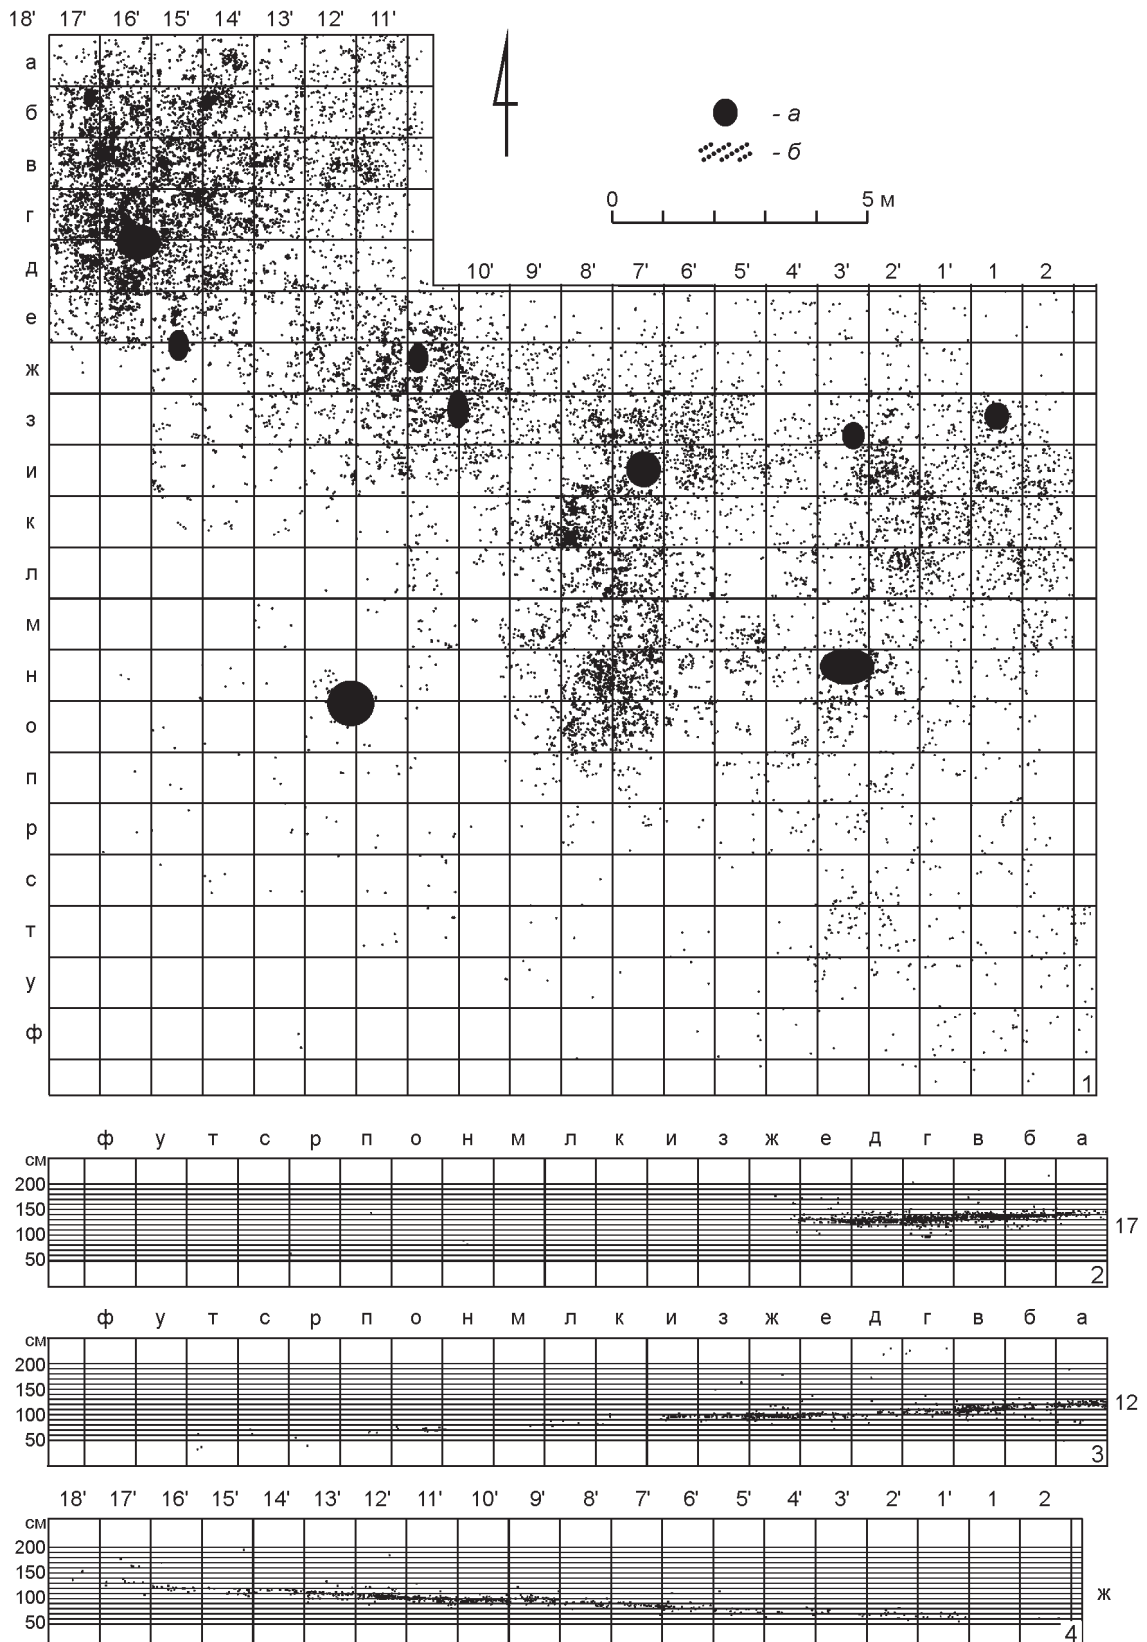 18' 17' 16' 15' 14' 13' 12' 11'
а
- а
б
- б
в
0 5 м
г
10' 9' 8' 7' 6' 5' 4' 3' 2' 1' 1 2
д
е
ж
з
и
к
л
м
н
о
п
р
с
т
у
ф
1
ф у т с р п о н м л к и з ж е д г в б а
см
200
150
100
50
17
2
ф у т с р п о н м л к и з ж е д г в б а
см
200
150
100
50
12
3
18' 17' 16' 15' 14' 13' 12' 11' 10' 9' 8' 7' 6' 5' 4' 3' 2' 1' 1 2
см
200
150
100
50
ж
4